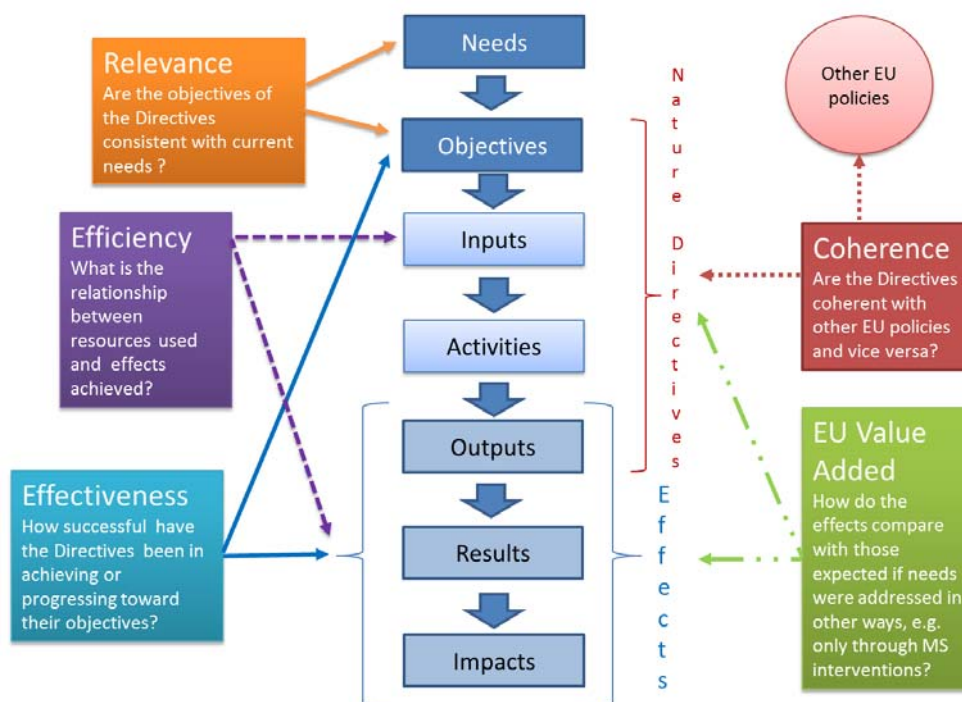 Relevance
Are the objectives of
the Directives
consistent with current
needs ?
Efficiency
What is the
relationship
between
resources used
and effects
achieved?
Effectiveness
How successful have
the Directives been in
achieving or
progressing toward
their objectives?
Needs
Objectives
Inputs
Activities
Outputs
Results
Impacts
Nature Directives
Effects
Other EU
policies
Coherence
Are the Directives
coherent with
other EU policies
and vice versa?
EU Value
Added
How do the
effects compare
with those
expected if needs
were addressed in
other ways, e.g.
only through MS
interventions?